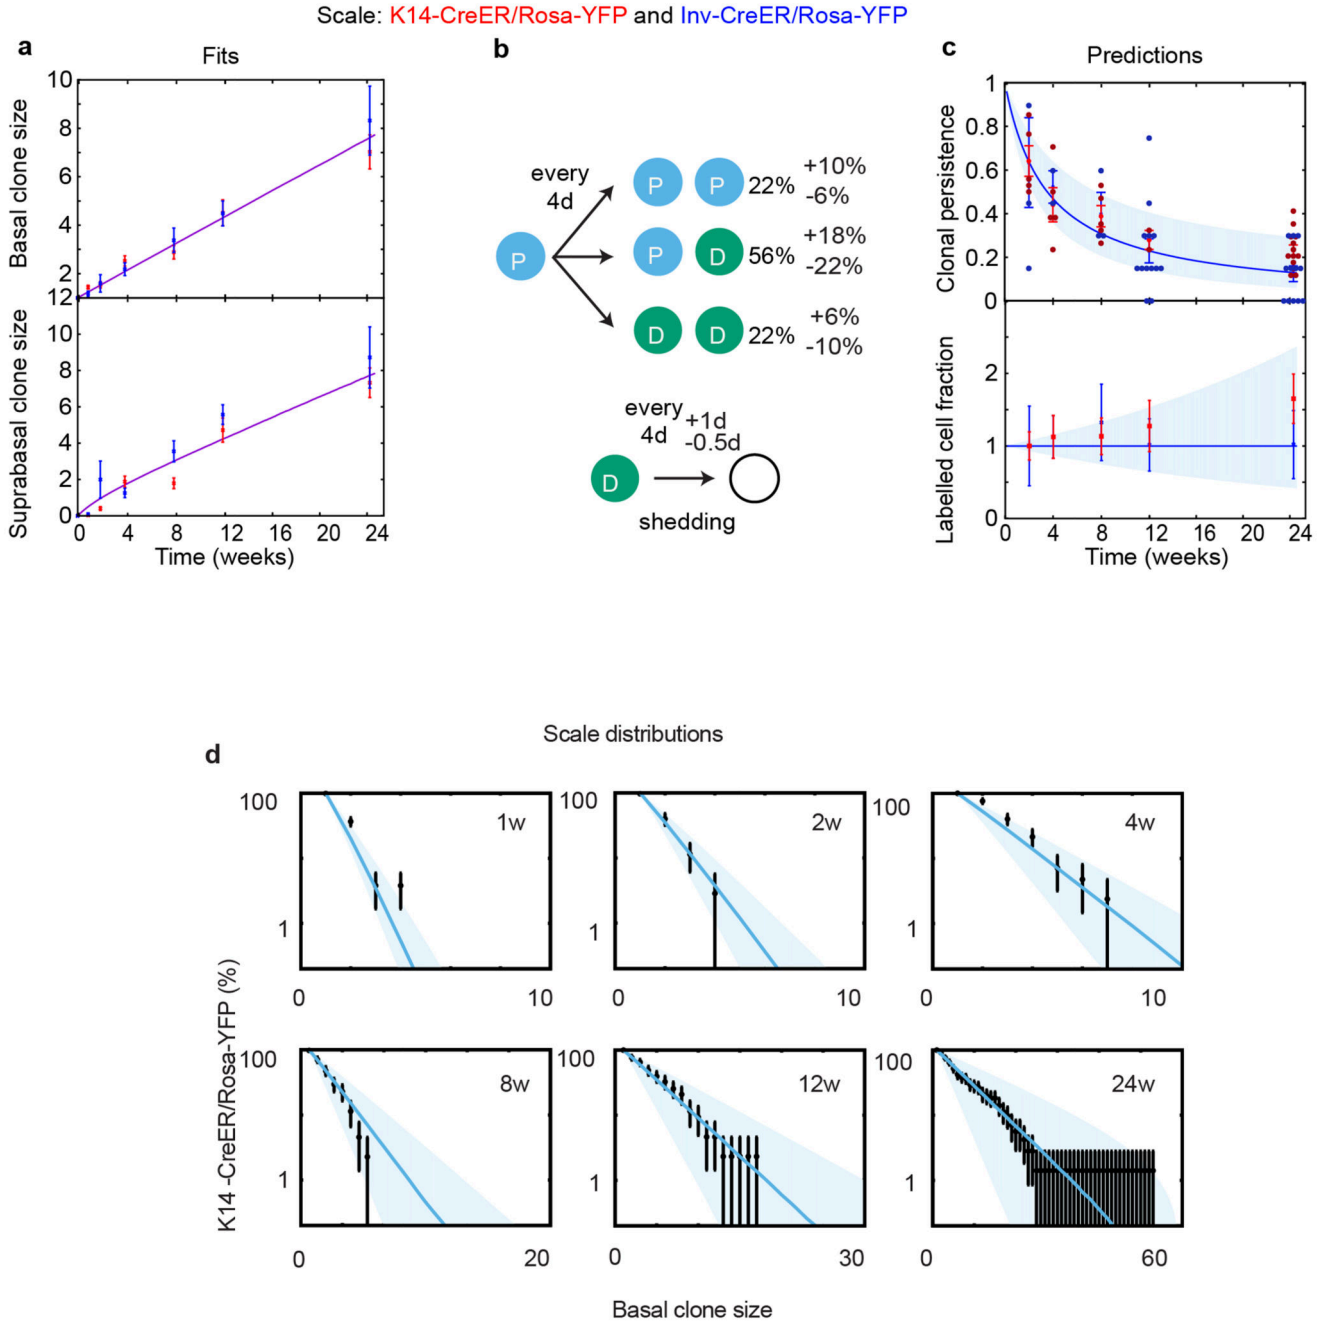 Scale: K14-CreER/Rosa-YFP and Inv-CreER/Rosa-YFP
a
Fits
10
8
6
4
2
Basal clone size
12
10
8
6
4
2
0
Suprabasal clone size
0 4 8 12 16 20 24
Time (weeks)
b
every
4d
P
P P 22% +10%
-6%
P D 56% +18%
-22%
D D 22% +6%
-10%
every
4d
+1d
-0.5d
D
shedding
c
Predictions
1
0.8
0.6
0.4
0.2
0
Clonal persistence
2
1
0
Labelled cell fraction
0 4 8 12 16 20 24
Time (weeks)
Scale distributions
d
100
1w
1
0 10
100
2w
1
0 10
100
4w
1
0 10
K14 -CreER/Rosa-YFP (%)
100
8w
1
0 20
100
12w
1
0 30
100
24w
1
0 60
Basal clone size